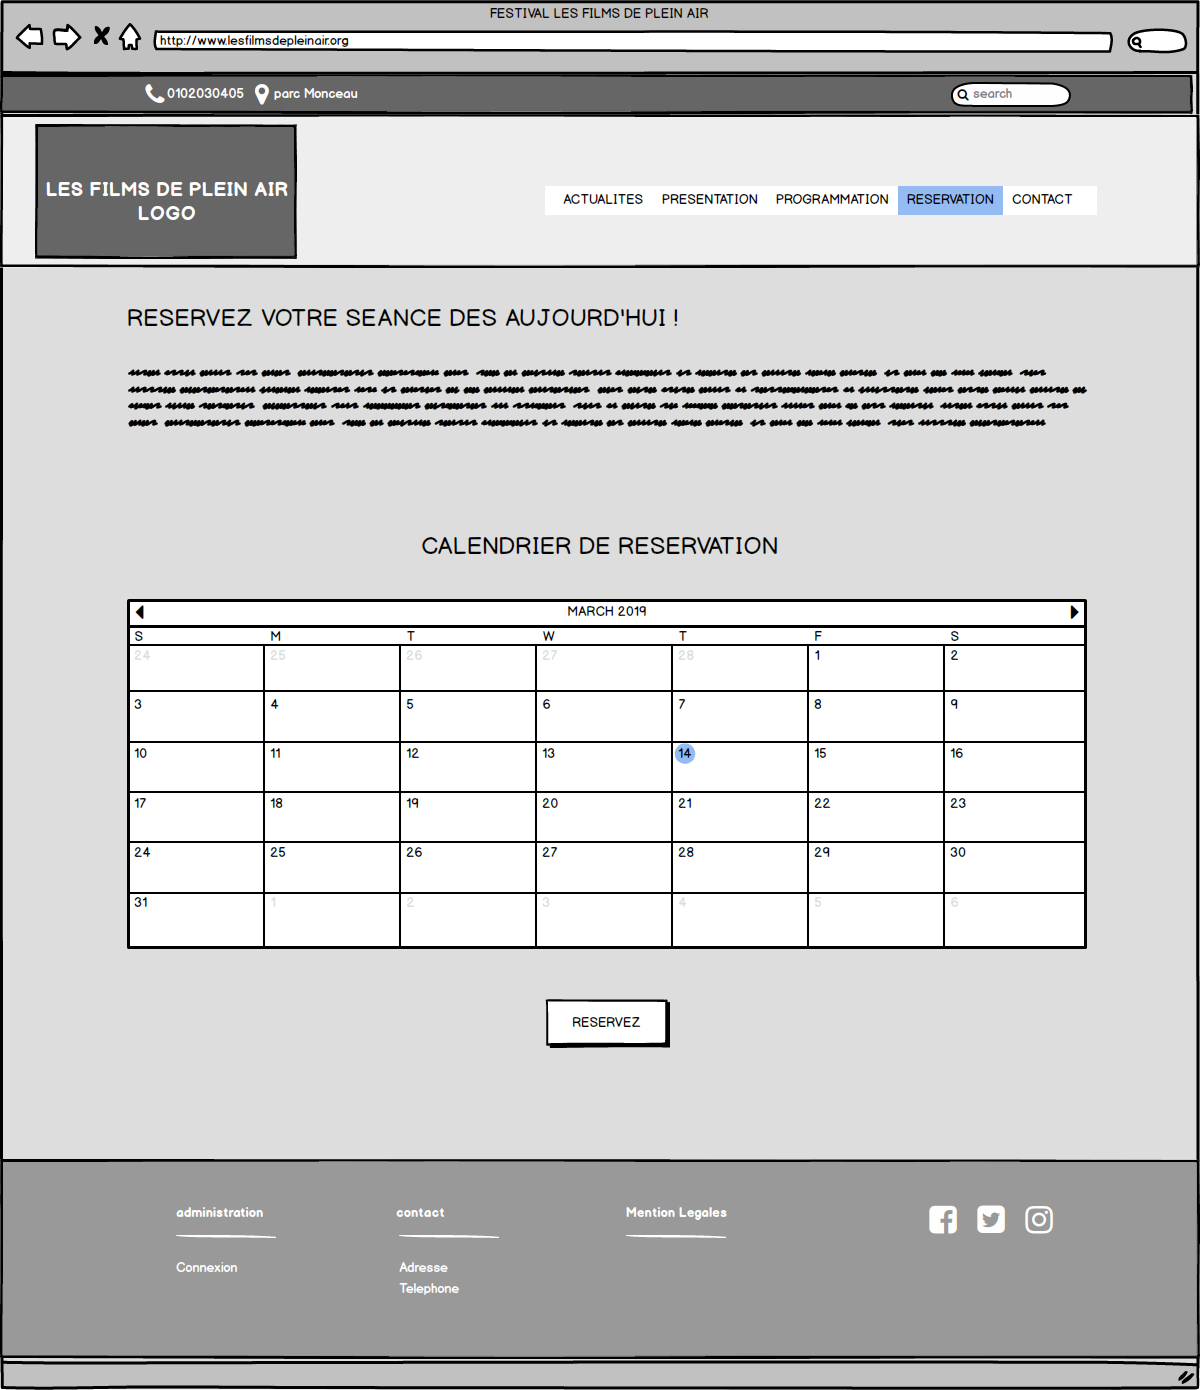 FESTIVAL LES FILMS DE PLEIN AIR
http://www.lesfilmsdepleinair.org
0102030405 parc Monceau search
LES FILMS DE PLEIN AIR
LOGO
ACTUALITES PRESENTATION PROGRAMMATION RESERVATION CONTACT
RESERVEZ VOTRE SEANCE DES AUJOURD'HUI !
CALENDRIER DE RESERVATION
MARCH 2019
S M T W T F S
24 25 26 27 28 1 2
3 4 5 6 7 8 9
10 11 12 13 14 15 16
17 18 19 20 21 22 23
24 25 26 27 28 29 30
31 1 2 3 4 5 6
RESERVEZ
administration contact Mention Legales
Connexion Adresse
Telephone